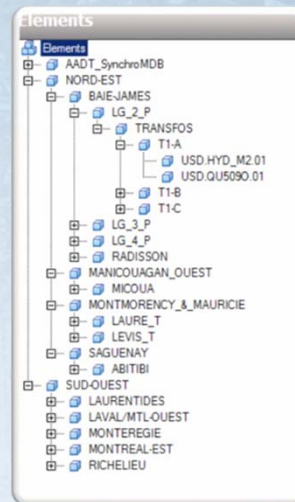 Elements
Elements
AADT_SynchroMDB
NORD-EST
BAIE-JAMES
LG_2_P
TRANSFOS
T1-A
USD.HYD_M2.01
USD.QU509O.01
T1-B
T1-C
LG_3_P
LG_4_P
RADISSON
MANICOUAGAN_OUEST
MICOUA
MONTMORENCY_&_MAURICIE
LAURE_T
LEVIS_T
SAGUENAY
ABITIBI
SUD-OUEST
LAURENTIDES
LAVAL/MTL-OUEST
MONTEREGIE
MONTREAL-EST
RICHELIEU